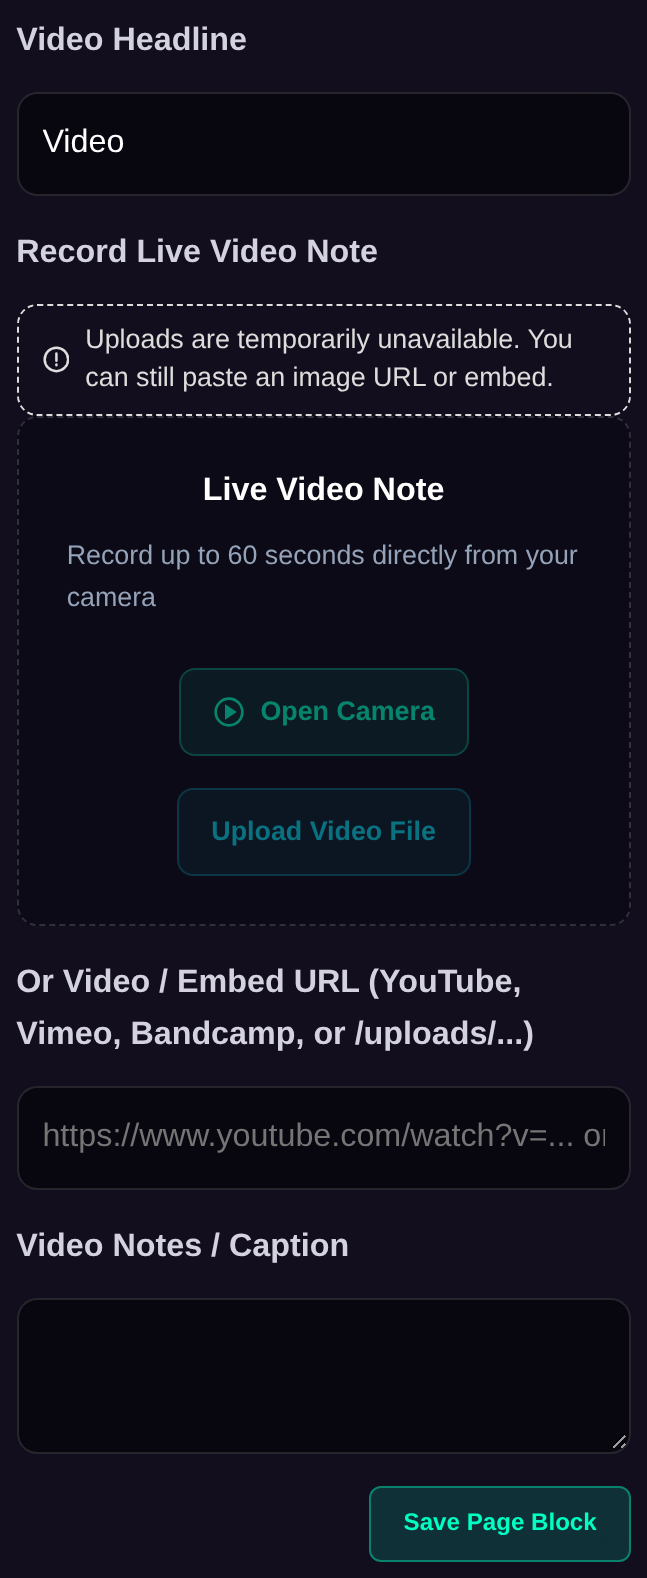 Video Headline
Video
Record Live Video Note
Uploads are temporarily unavailable. You
can still paste an image URL or embed.
Live Video Note
Record up to 60 seconds directly from your
camera
Open Camera
Upload Video File
Or Video / Embed URL (YouTube,
Vimeo, Bandcamp, or /uploads/...)
https://www.youtube.com/watch?v=... or
Video Notes / Caption
Save Page Block